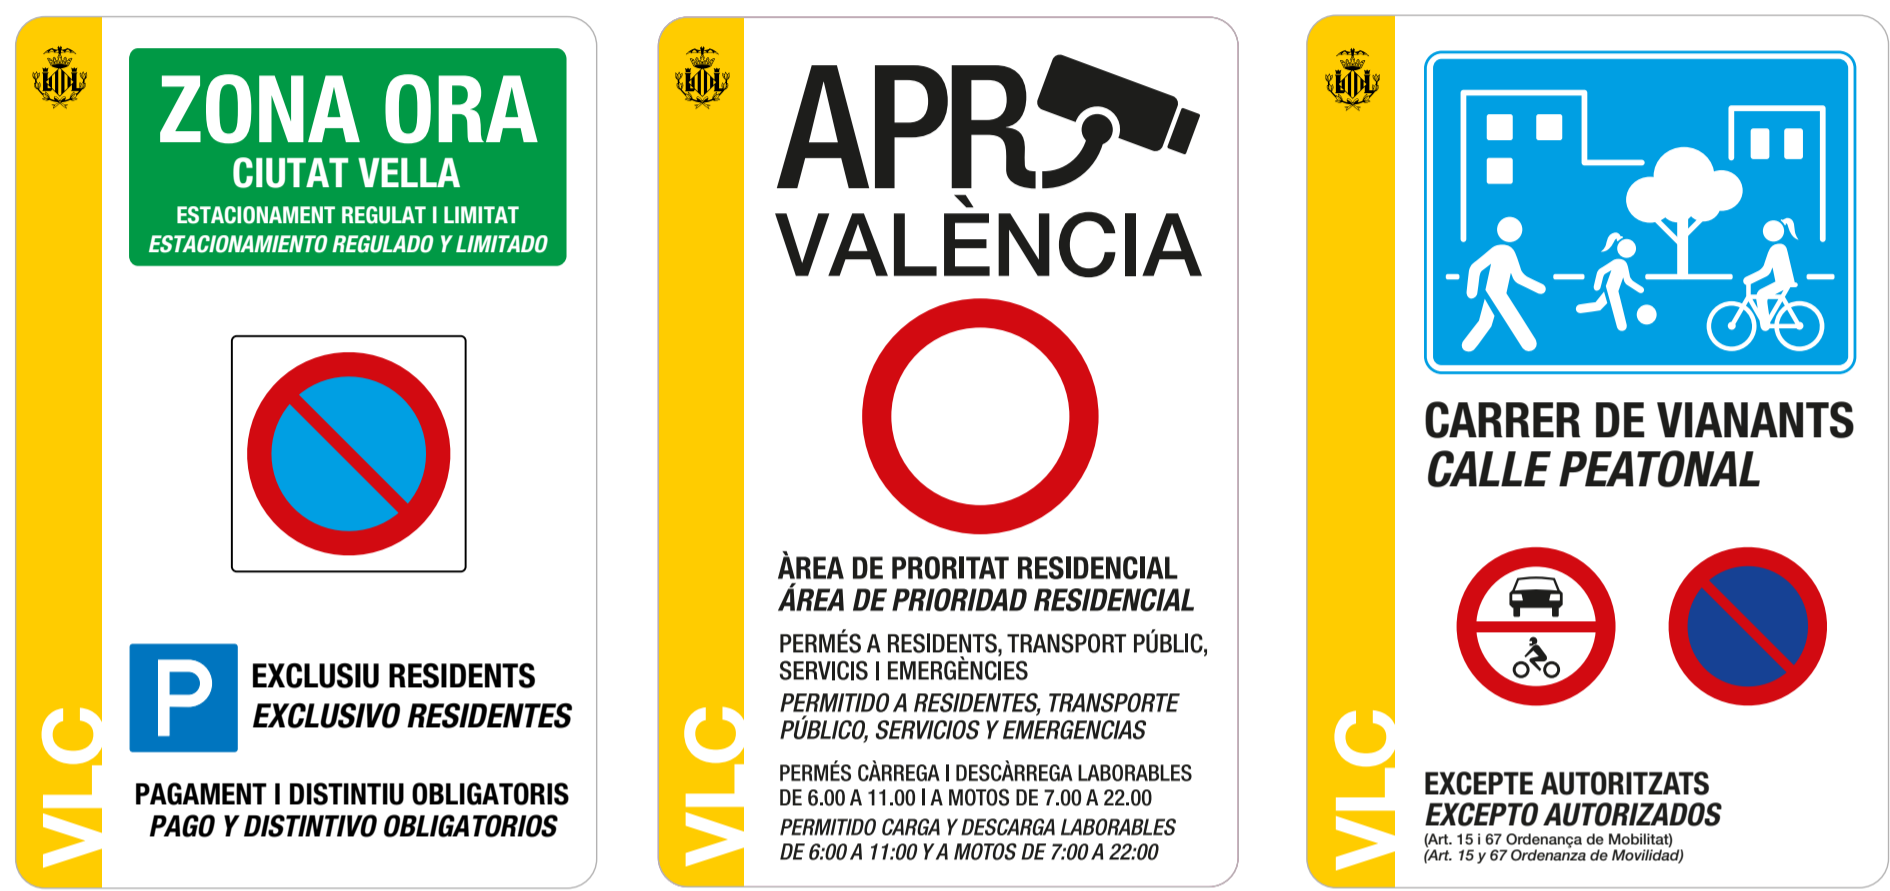 ZONA ORA
CIUTAT VELLA
ESTACIONAMENT REGULAT I LIMITAT
ESTACIONAMIENTO REGULADO Y LIMITADO
P
EXCLUSIU RESIDENTS
EXCLUSIVO RESIDENTES
PAGAMENT I DISTINTIU OBLIGATORIS
PAGO Y DISTINTIVO OBLIGATORIOS
VLC
APR
VALÈNCIA
ÀREA DE PRORITAT RESIDENCIAL
ÁREA DE PRIORIDAD RESIDENCIAL
PERMÉS A RESIDENTS, TRANSPORT PÚBLIC,
SERVICIS I EMERGÈNCIES
PERMITIDO A RESIDENTES, TRANSPORTE
PÚBLICO, SERVICIOS Y EMERGENCIAS
PERMÉS CÀRREGA I DESCÀRREGA LABORABLES
DE 6.00 A 11.00 I A MOTOS DE 7.00 A 22.00
PERMITIDO CARGA Y DESCARGA LABORABLES
DE 6:00 A 11:00 Y A MOTOS DE 7:00 A 22:00
VLC
CARRER DE VIANANTS
CALLE PEATONAL
EXCEPTE AUTORITZATS
EXCEPTO AUTORIZADOS
(Art. 15 i 67 Ordenança de Mobilitat)
(Art. 15 y 67 Ordenanza de Movilidad)
VLC